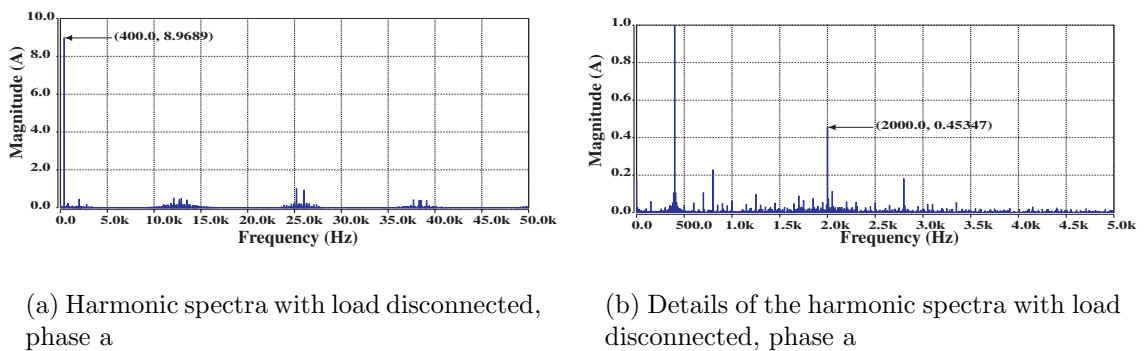 10.0
8.0
6.0
4.0
2.0
0.0
Magnitude (A)
(400.0, 8.9689)
0.0 5.0k 10.0k 15.0k 20.0k 25.0k 30.0k 35.0k 40.0k 45.0k 50.0k
Frequency (Hz)
1.0
0.8
0.6
0.4
0.2
0.0
Magnitude (A)
(2000.0, 0.45347)
0.0 500.0 1.0k 1.5k 2.0k 2.5k 3.0k 3.5k 4.0k 4.5k 5.0k
Frequency (Hz)
(a) Harmonic spectra with load disconnected,
phase a
(b) Details of the harmonic spectra with load
disconnected, phase a